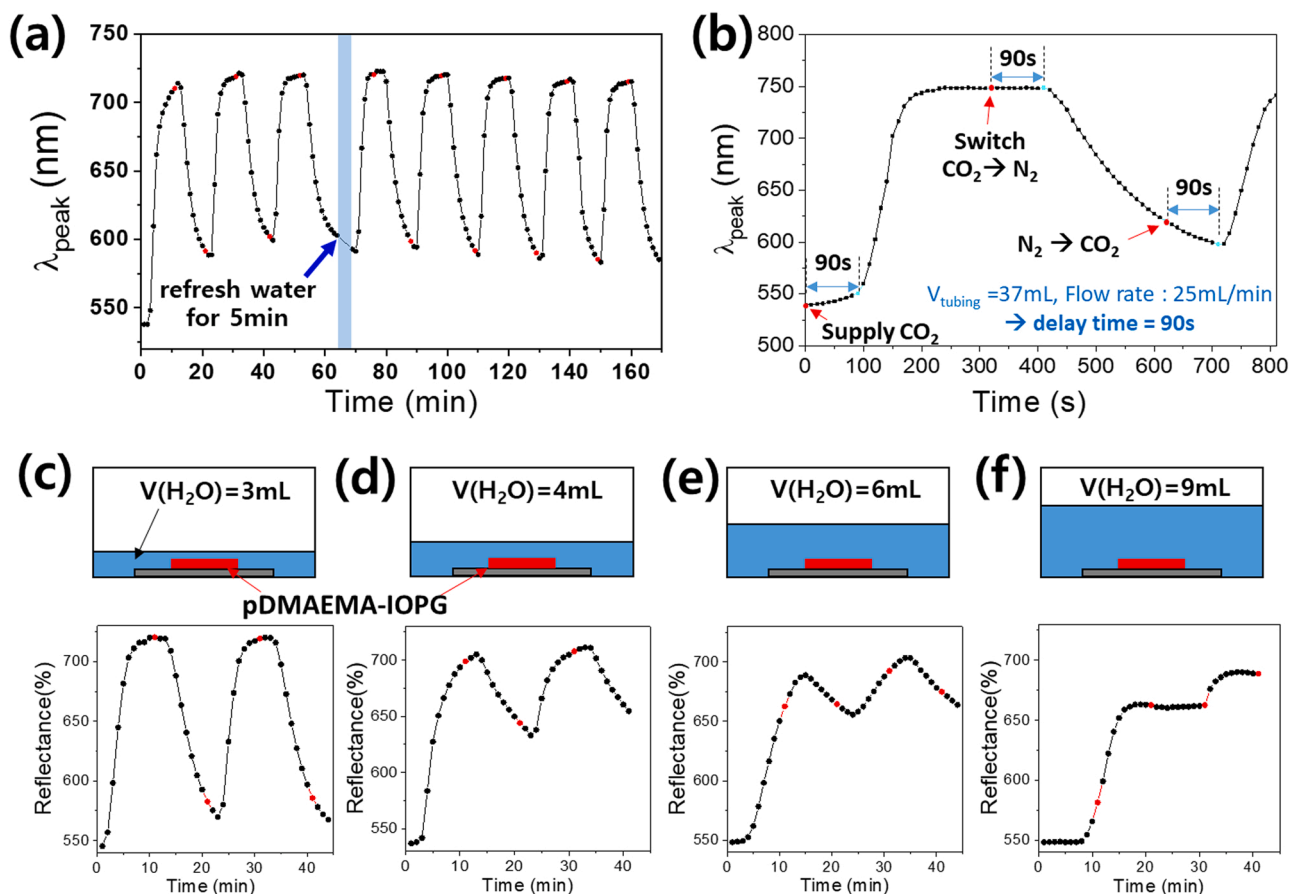 (a)
750
700
650
600
550
λpeak (nm)
0 20 40 60 80 100 120 140 160
Time (min)
refresh water
for 5min
(b)
800
750
700
650
600
550
500
λpeak (nm)
0 100 200 300 400 500 600 700 800
Time (s)
90s
90s
90s
Switch
CO₂→ N₂
N₂ → CO₂
Supply CO₂
Vtubing =37mL, Flow rate : 25mL/min
→ delay time = 90s
(c)
V(H₂O)=3mL
(d)
V(H₂O)=4mL
(e)
V(H₂O)=6mL
(f)
V(H₂O)=9mL
pDMAEMA-IOPG
700
650
600
550
Reflectance(%)
0 10 20 30 40
Time (min)
700
650
600
550
Reflectance(%)
0 10 20 30 40
Time (min)
700
650
600
550
Reflectance(%)
0 10 20 30 40
Time (min)
700
650
600
550
Reflectance(%)
0 10 20 30 40
Time (min)